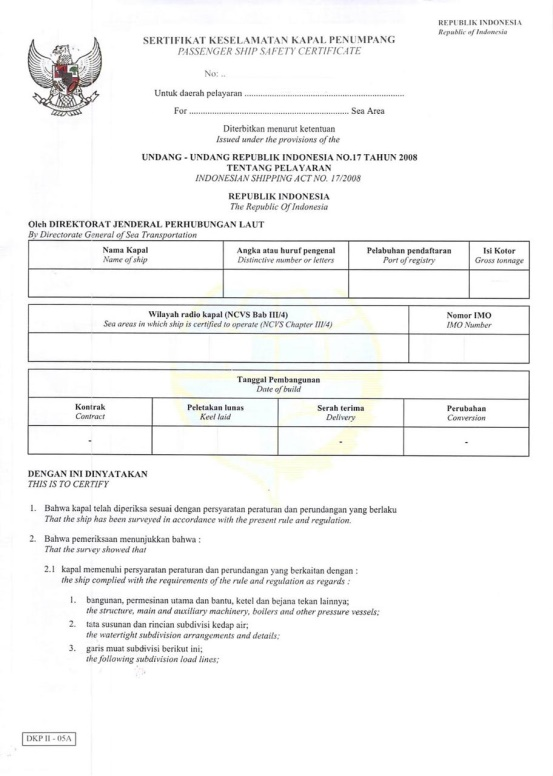 REPUBLIK INDONESIA
Republic of Indonesia
SERTIFIKAT KESELAMATAN KAPAL PENUMPANG
PASSENGER SHIP SAFETY CERTIFICATE
No: ..
Untuk daerah pelayaran ......................................................................
For ...................................................................... Sea Area
Diterbitkan menurut ketentuan
Issued under the provisions of the
UNDANG - UNDANG REPUBLIK INDONESIA NO.17 TAHUN 2008
TENTANG PELAYARAN
INDONESIAN SHIPPING ACT NO. 17/2008
REPUBLIK INDONESIA
The Republic Of Indonesia
Oleh DIREKTORAT JENDERAL PERHUBUNGAN LAUT
By Directorate General of Sea Transportation
Nama Kapal Angka atau huruf pengenal Pelabuhan pendaftaran Isi Kotor
Name of ship Distinctive number or letters Port of registry Gross tonnage
Wilayah radio kapal (NCVS Bab III/4) Nomor IMO
Sea areas in which ship is certified to operate (NCVS Chapter III/4) IMO Number
Tanggal Pembangunan
Date of build
Kontrak Peletakan lunas Serah terima Perubahan
Contract Keel laid Delivery Conversion
- - -
DENGAN INI DINYATAKAN
THIS IS TO CERTIFY
1. Bahwa kapal telah diperiksa sesuai dengan persyaratan peraturan dan perundangan yang berlaku
That the ship has been surveyed in accordance with the present rule and regulation.
2. Bahwa pemeriksaan menunjukkan bahwa :
That the survey showed that
2.1 kapal memenuhi persyaratan peraturan dan perundangan yang berkaitan dengan :
the ship complied with the requirements of the rule and regulation as regards :
1. bangunan, permesinan utama dan bantu, ketel dan bejana tekan lainnya;
the structure, main and auxiliary machinery, boilers and other pressure vessels;
2. tata susunan dan rincian subdivisi kedap air;
the watertight subdivision arrangements and details;
3. garis muat subdivisi berikut ini;
the following subdivision load lines;
DKP II - 05A